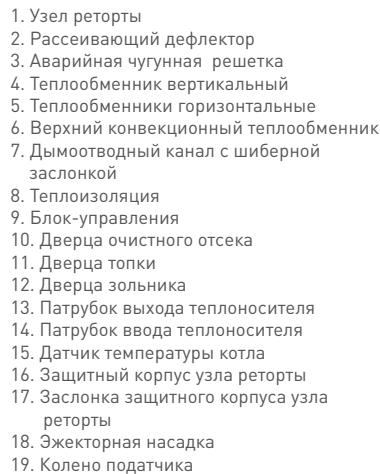 1. Узел реторты
2. Рассеивающий дефлектор
3. Аварийная чугунная решетка
4. Теплообменник вертикальный
5. Теплообменники горизонтальные
6. Верхний конвекционный теплообменник
7. Дымоотводный канал с шиберной
заслонкой
8. Теплоизоляция
9. Блок-управления
10. Дверца очистного отсека
11. Дверца топки
12. Дверца зольника
13. Патрубок выхода теплоносителя
14. Патрубок ввода теплоносителя
15. Датчик температуры котла
16. Защитный корпус узла реторты
17. Заслонка защитного корпуса узла
реторты
18. Эжекторная насадка
19. Колено податчика